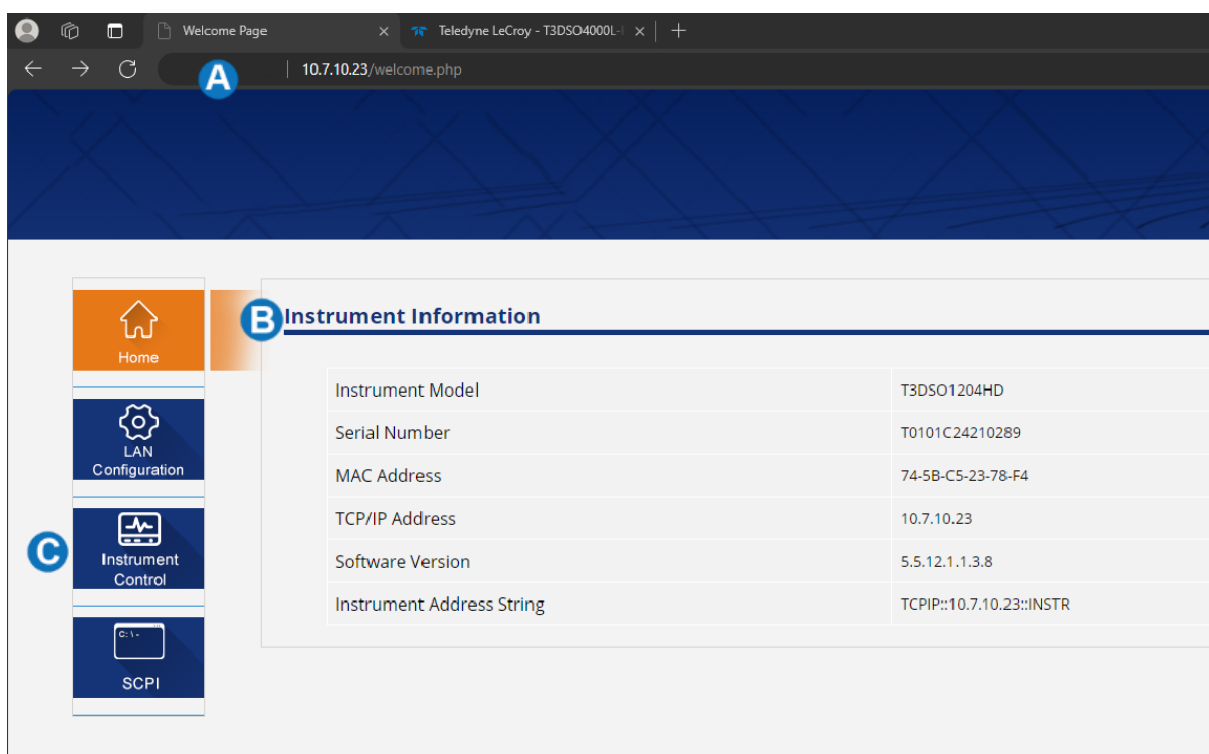 Welcome Page
Teledyne LeCroy - T3DSO4000L-
A
10.7.10.23/welcome.php
B
Instrument Information
Home
Instrument Model T3DSO1204HD
Serial Number T0101C24210289
MAC Address 74-5B-C5-23-78-F4
TCP/IP Address 10.7.10.23
Software Version 5.5.12.1.1.3.8
Instrument Address String TCPIP::10.7.10.23::INSTR
LAN
Configuration
C
Instrument
Control
C:\-
SCPI